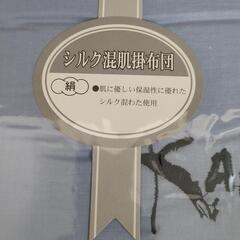 シルク混肌掛布団
絹
●肌に優しい保湿性に優れた
シルク混わた使用
KA